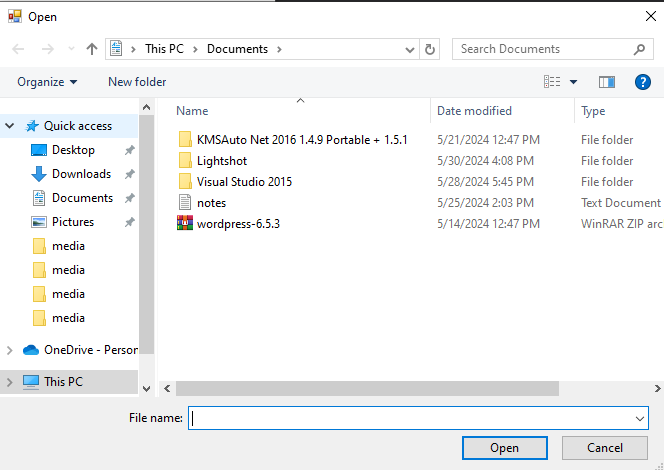 Open
This PC > Documents >
Search Documents
Organize
New folder
Name
Date modified
Type
Quick access
Desktop
Downloads
Documents
Pictures
media
media
media
media
OneDrive - Person
This PC
KMSAuto Net 2016 1.4.9 Portable + 1.5.1 5/21/2024 12:47 PM File folder
Lightshot 5/30/2024 4:08 PM File folder
Visual Studio 2015 5/28/2024 5:45 PM File folder
notes 5/25/2024 2:03 PM Text Document
wordpress-6.5.3 5/14/2024 12:47 PM WinRAR ZIP arc
File name:
Open
Cancel